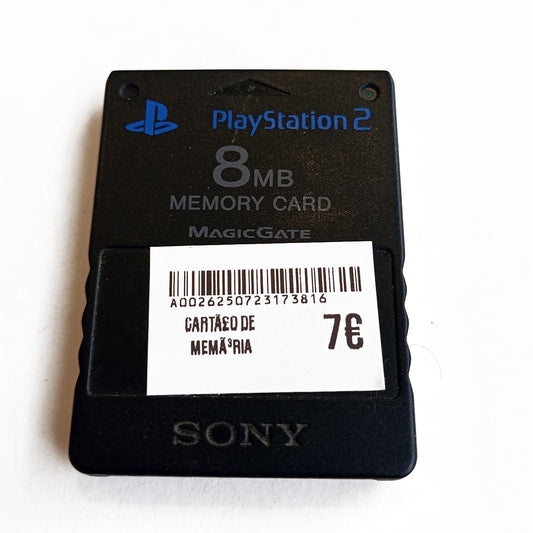 PlayStation 2
8MB
MEMORY CARD
MAGICGATE
A0026250723173816
CARTÃ£O DE
MEMÃ³RIA
7€
SONY